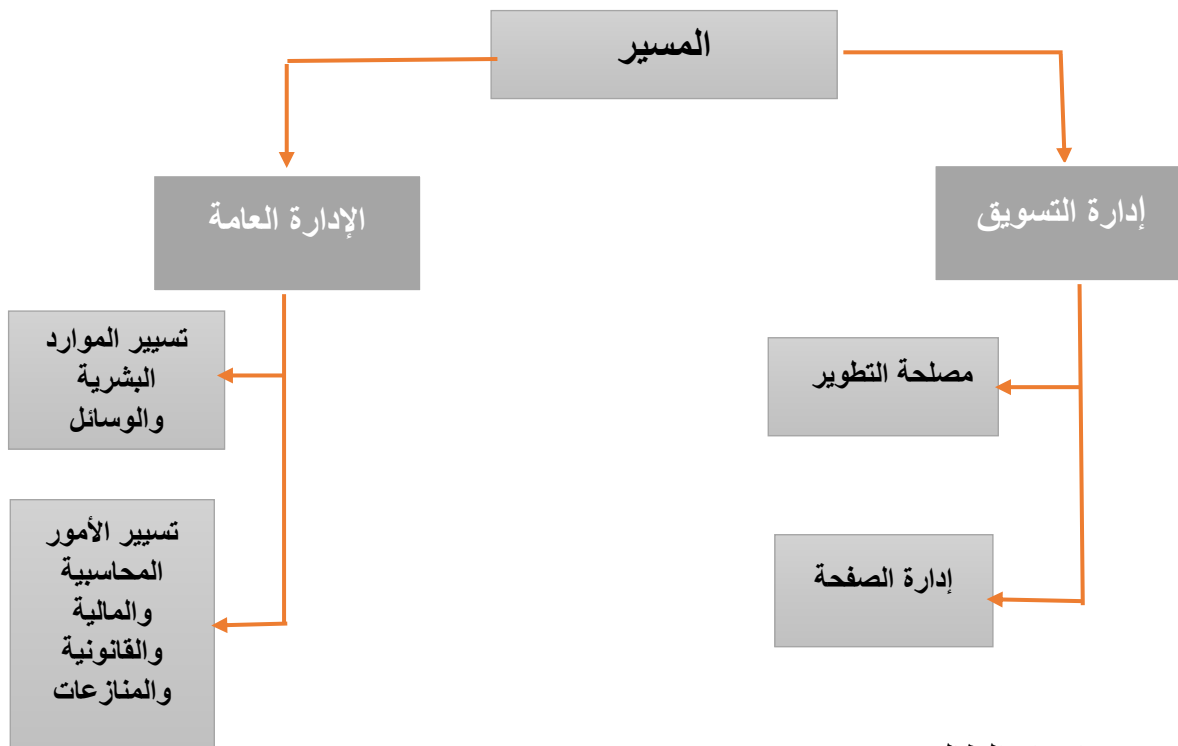 المسير
إدارة التسويق
الإدارة العامة
مصلحة التطوير
إدارة الصفحة
تسيير الموارد
البشرية
والوسائل
تسيير الأمور
المحاسبية
والمالية
والقانونية
والمنازعات